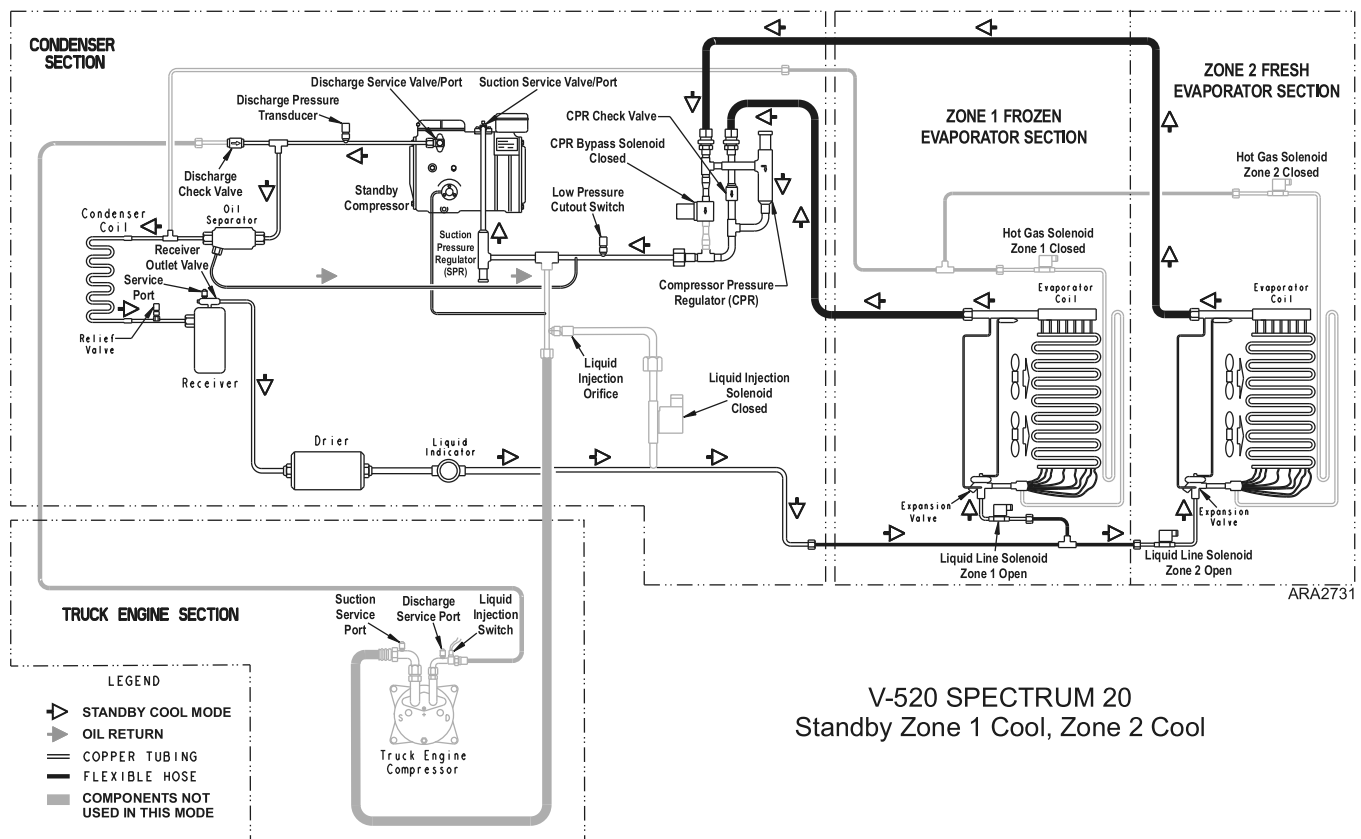 CONDENSER
SECTION
Discharge Service Valve/Port
Suction Service Valve/Port
Discharge Pressure
Transducer
CPR Check Valve
CPR Bypass Solenoid
Closed
Discharge
Check Valve
Standby
Compressor
Low Pressure
Cutout Switch
Condenser
Coil
Oil
Separator
Receiver
Outlet Valve
Service
Port
Suction
Pressure
Regulator
(SPR)
Compressor Pressure
Regulator (CPR)
Relief
Valve
Receiver
Liquid
Injection
Orifice
Liquid Injection
Solenoid
Closed
Drier
Liquid
Indicator
ZONE 1 FROZEN
EVAPORATOR SECTION
ZONE 2 FRESH
EVAPORATOR SECTION
Hot Gas Solenoid
Zone 2 Closed
Hot Gas Solenoid
Zone 1 Closed
Evaporator
Coil
Evaporator
Coil
Expansion
Valve
Expansion
Valve
Liquid Line Solenoid
Zone 1 Open
Liquid Line Solenoid
Zone 2 Open
ARA2731
TRUCK ENGINE SECTION
Suction
Service
Port
Discharge
Service Port
Liquid
Injection
Switch
S
D
Truck Engine
Compressor
LEGEND
STANDBY COOL MODE
OIL RETURN
COPPER TUBING
FLEXIBLE HOSE
COMPONENTS NOT
USED IN THIS MODE
V-520 SPECTRUM 20
Standby Zone 1 Cool, Zone 2 Cool